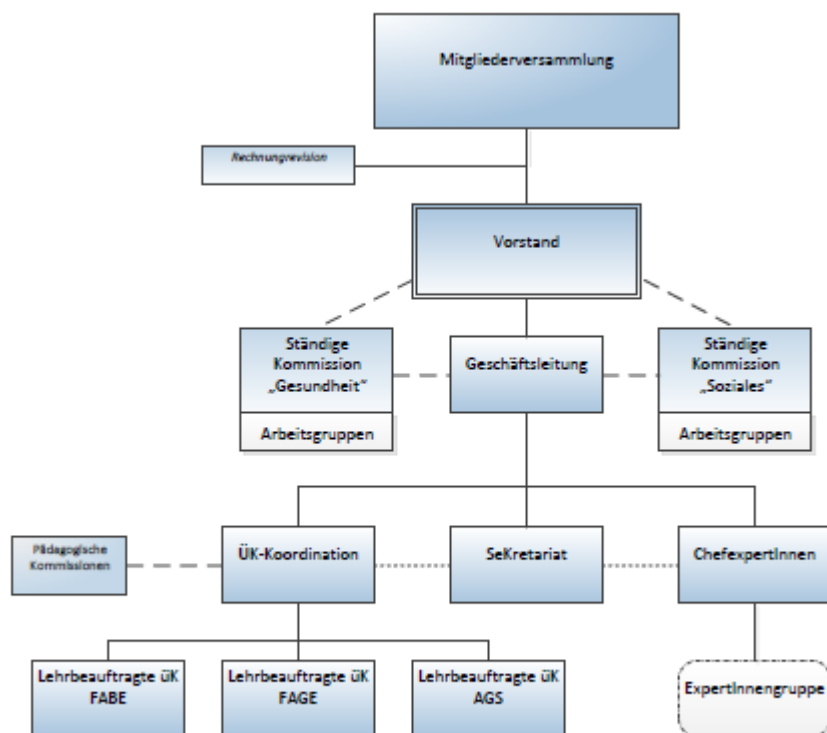 Mitgliederversammlung
Rechnungrevision
Vorstand
Ständige
Kommission
„Gesundheit“
Arbeitsgruppen
Geschäftsleitung
Ständige
Kommission
„Soziales“
Arbeitsgruppen
Pädagogische
Kommissionen
ÜK-Koordination
SeKretariat
ChefexpertInnen
Lehrbeauftragte üK
FABE
Lehrbeauftragte üK
FAGE
Lehrbeauftragte üK
AGS
ExpertInnengruppe